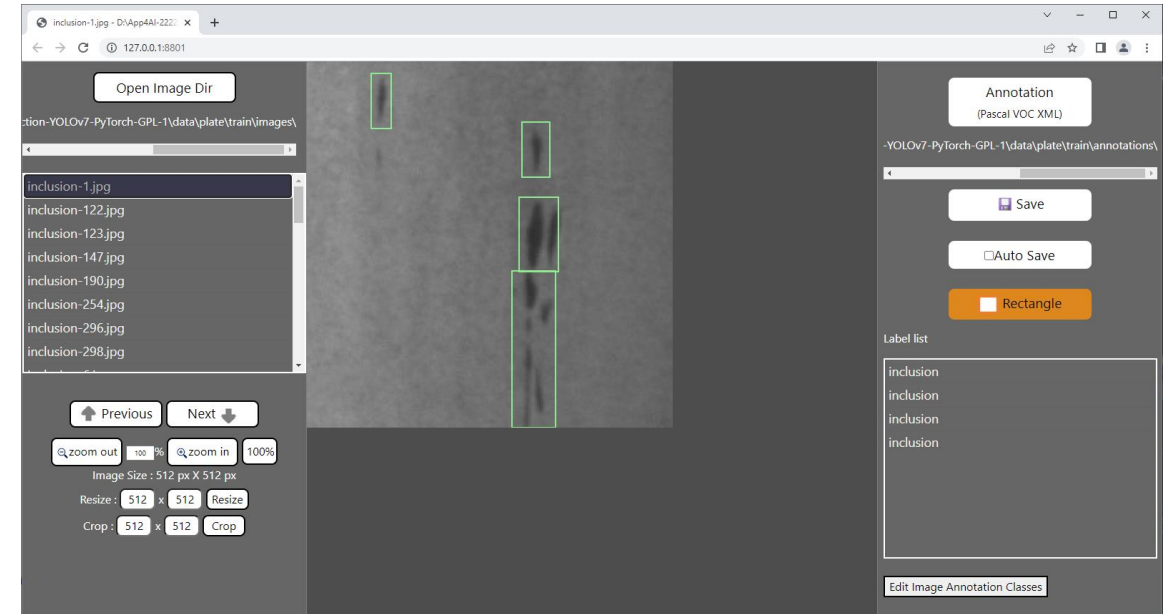 inclusion-1.jpg - D:\App4AI-222
127.0.0.1:8801
Open Image Dir
:tion-YOLOv7-PyTorch-GPL-1\data\plate\train\images\
inclusion-1.jpg
inclusion-122.jpg
inclusion-123.jpg
inclusion-147.jpg
inclusion-190.jpg
inclusion-254.jpg
inclusion-296.jpg
inclusion-298.jpg
Previous Next
zoom out 100 % zoom in 100%
Image Size : 512 px X 512 px
Resize : 512 x 512 Resize
Crop : 512 x 512 Crop
Annotation
(Pascal VOC XML)
-YOLOv7-PyTorch-GPL-1\data\plate\train\annotations\
Save
Auto Save
Rectangle
Label list
inclusion
inclusion
inclusion
inclusion
Edit Image Annotation Classes